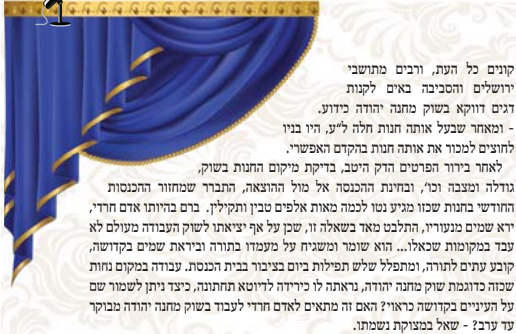 קונים כל העת, ורבים מתושבי
ירושלים והסביבה באים לקנות
דגים דווקא בשוק מחנה יהודה כידוע.
- ומאחר שבעל אותה חנות חלה ל"ע, היו בניו
לחוצים למכור את אותה חנות בהקדם האפשרי.
לאחר בירור הפרטים הדק היטב, בדיקת מיקום החנות בשוק,
גודלה ומצבה וכו', ובחינת ההכנסה אל מול ההוצאה, התברר שמחזור ההכנסות
החודשי בחנות שכזו מגיע נטו לכמה מאות אלפים טבין ותקילין. ברם בהיותו אדם חרדי,
ירא שמים מנעוריו, התלבט מאד בשאלה זו, שכן על אף יציאתו לשוק העבודה מעולם לא
עבד במקומות שכאלו... הוא שומר ומשגיח על מעמדו בתורה וביראת שמים בקדושה,
קובע עתים לתורה, ומתפלל שלש תפילות ביום בציבור בבית הכנסת. עבודה במקום נחות
שכזה כדוגמת שוק מחנה יהודה, נראתה לו כירידה לדיוטא תחתונה, כיצד ניתן לשמור שם
על העיניים בקדושה כראוי? האם זה מתאים לאדם חרדי לעבוד בשוק מחנה יהודה מבוקר
עד ערב? - שאל במצוקת נשמתו.